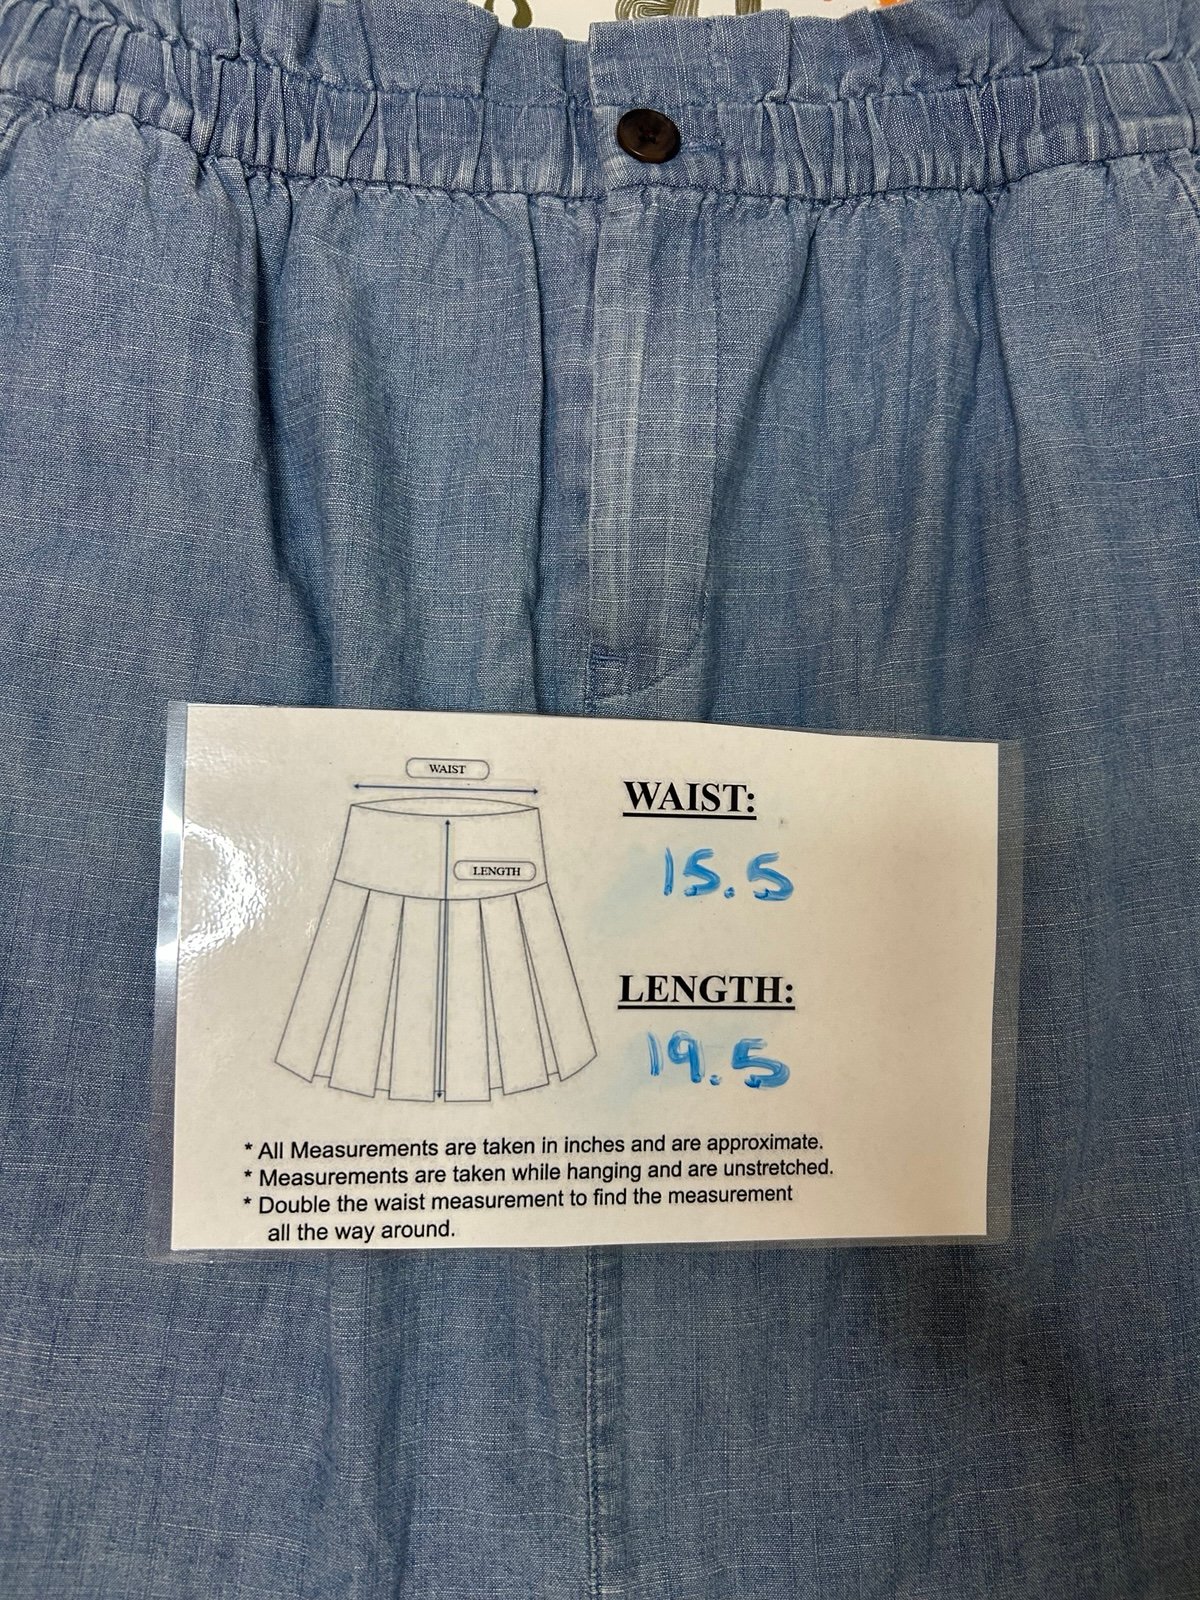 WAIST
LENGTH
WAIST:
15.5
LENGTH:
19.5
* All Measurements are taken in inches and are approximate.
* Measurements are taken while hanging and are unstretched.
* Double the waist measurement to find the measurement
all the way around.